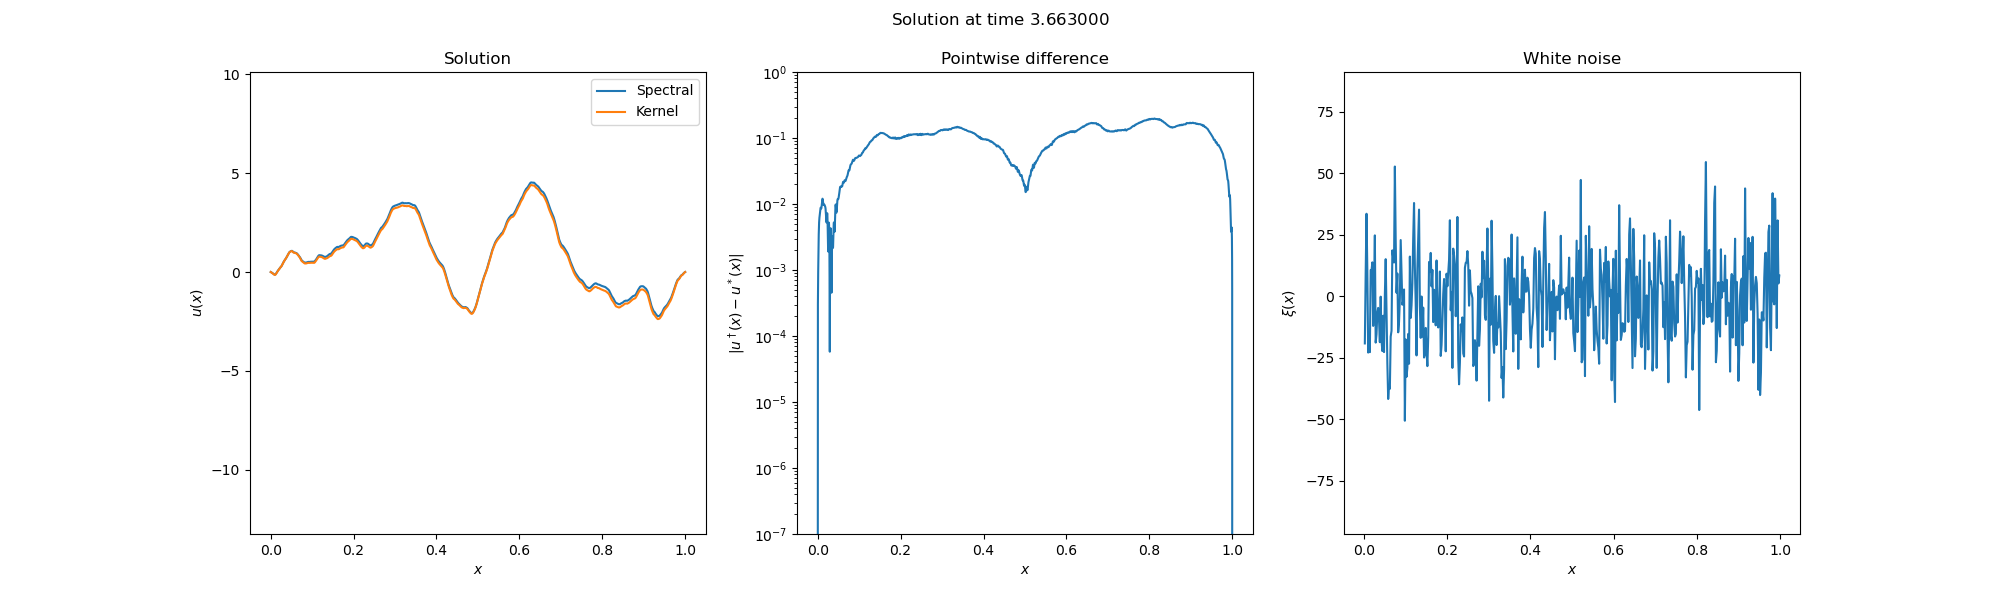 Solution at time 3.663000
Solution
10
5
0
−5
−10
0.0 0.2 0.4 0.6 0.8 1.0
x
u(x)
Spectral
Kernel
Pointwise difference
10⁰
10⁻¹
10⁻²
10⁻³
10⁻⁴
10⁻⁵
10⁻⁶
10⁻⁷
0.0 0.2 0.4 0.6 0.8 1.0
x
|u†(x) − u*(x)|
White noise
75
50
25
0
−25
−50
−75
0.0 0.2 0.4 0.6 0.8 1.0
x
ξ(x)